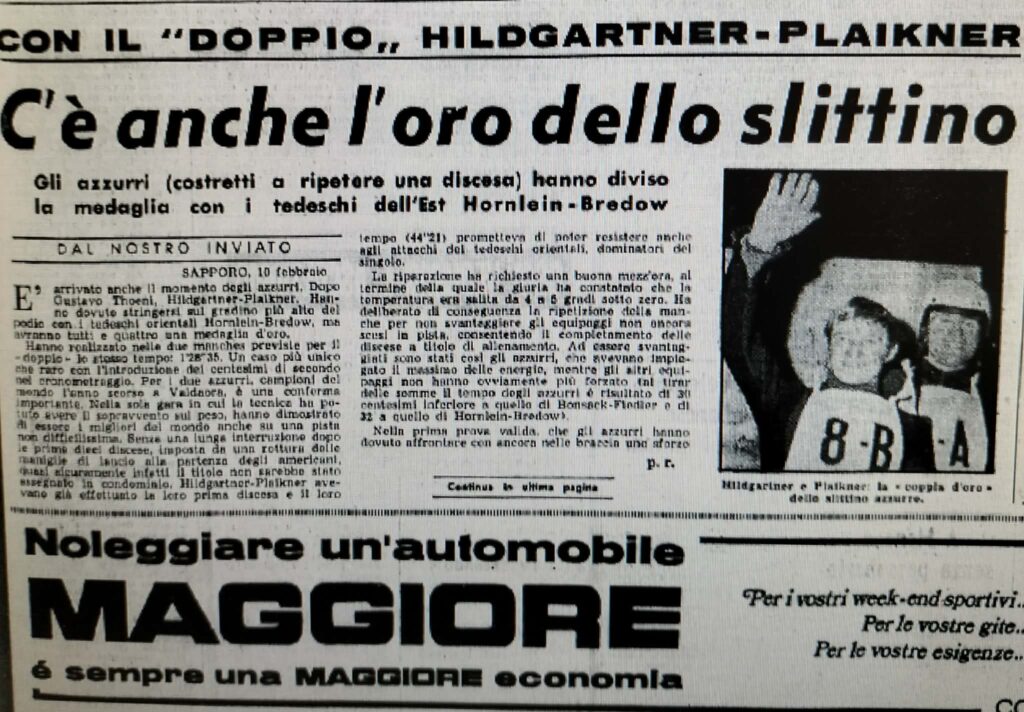 CON IL "DOPPIO„ HILDGARTNER-PLAIKNER
C'è anche l'oro dello slittino
Gli azzurri (costretti a ripetere una discesa) hanno diviso
la medaglia con i tedeschi dell'Est Hornlein-Bredow
DAL NOSTRO INVIATO
SAPPORO, 10 febbraio
E' arrivato anche il momento degli azzurri. Dopo
Gustavo Thoeni, Hildgartner-Plaikner. Han-
no dovuto stringersi sul gradino più alto del
podio con i tedeschi orientali Hornlein-Bredow, ma
avranno tutti e quattro una medaglia d'oro.
Hanno realizzato nelle due manches previste per il
«doppio» lo stesso tempo: 1'28"35. Un caso più unico
che raro con l'introduzione dei centesimi di secondo
nel cronometraggio. Per i due azzurri, campioni del
mondo l'anno scorso a Valdaora, è una conferma
importante. Nella sola gara in cui la tecnica ha po-
tuto avere il sopravvento sul peso, hanno dimostrato
di essere i migliori del mondo anche su una pista
non difficilissima. Senza una lunga interruzione dopo
le prime dieci discese, imposta da una rottura delle
maniglie di lancio alla partenza degli americani,
quasi sicuramente infatti il titolo non sarebbe stato
assegnato in condominio. Hildgartner-Plaikner ave-
vano già effettuato la loro prima discesa e il loro
tempo (44"21) prometteva di poter resistere anche
agli attacchi dei tedeschi orientali, dominatori del
singolo.
La riparazione ha richiesto una buona mezz'ora, al
termine della quale la giuria ha constatato che la
temperatura era salita da 4 a 5 gradi sotto zero. Ha
deliberato di conseguenza la ripetizione della man-
che per non avantaggiare gli equipaggi non ancora
scesi in pista, consentendo il completamento delle
discese a titolo di allenamento. Ad essere svantag-
giati sono stati così gli azzurri, che avevano impie-
gato il massimo delle energie, mentre gli altri equi-
paggi non hanno ovviamente più forzato (al tirar
delle somme il tempo degli azzurri è risultato di 30
centesimi inferiore a quello di Bonsack-Fiedler e di
32 a quello di Hornlein-Bredow).
Nella prima prova valida, che gli azzurri hanno
dovuto affrontare con ancora nelle braccia uno sforzo
p. r.
Continua in ultima pagina
8-B
-A
Hildgartner e Plaikner: la «coppia d'oro»
dello slittino azzurro.
Noleggiare un'automobile
MAGGIORE
é sempre una MAGGIORE economia
Per i vostri week-end sportivi..
Per le vostre gite..
Per le vostre esigenze..
CO